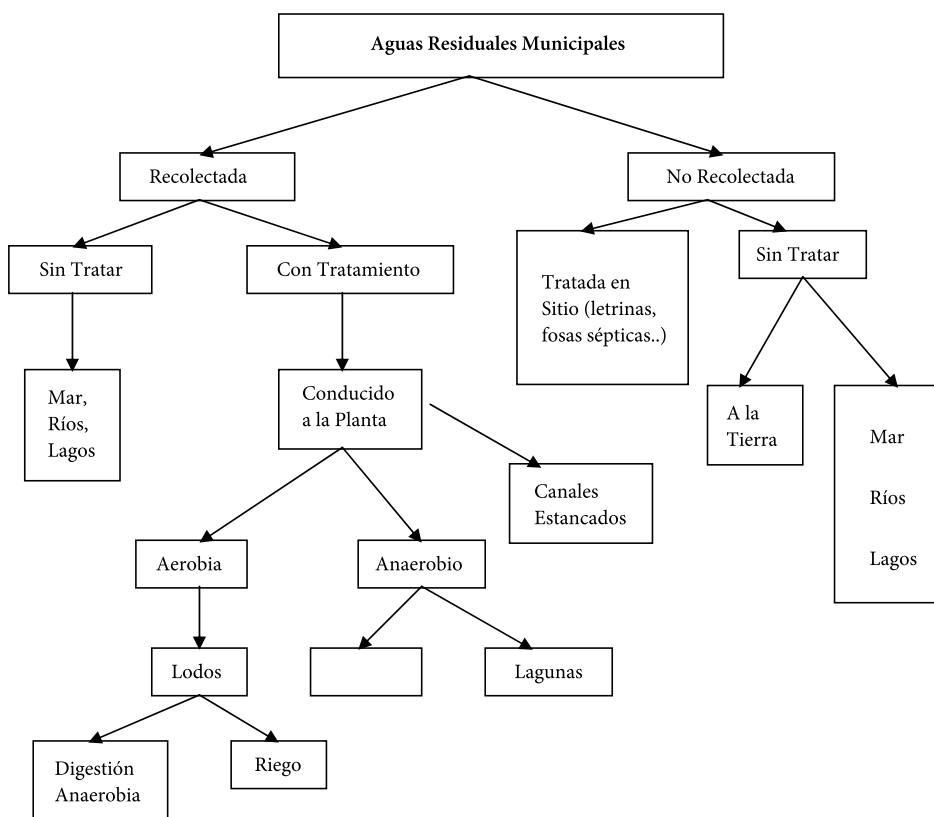 Aguas Residuales Municipales
Recolectada
No Recolectada
Sin Tratar
Con Tratamiento
Tratada en
Sitio (letrinas,
fosas sépticas..)
Sin Tratar
Mar,
Ríos,
Lagos
Conducido
a la Planta
A la
Tierra
Mar
Ríos
Lagos
Canales
Estancados
Aerobia
Anaerobio
Lodos
Lagunas
Digestión
Anaerobia
Riego